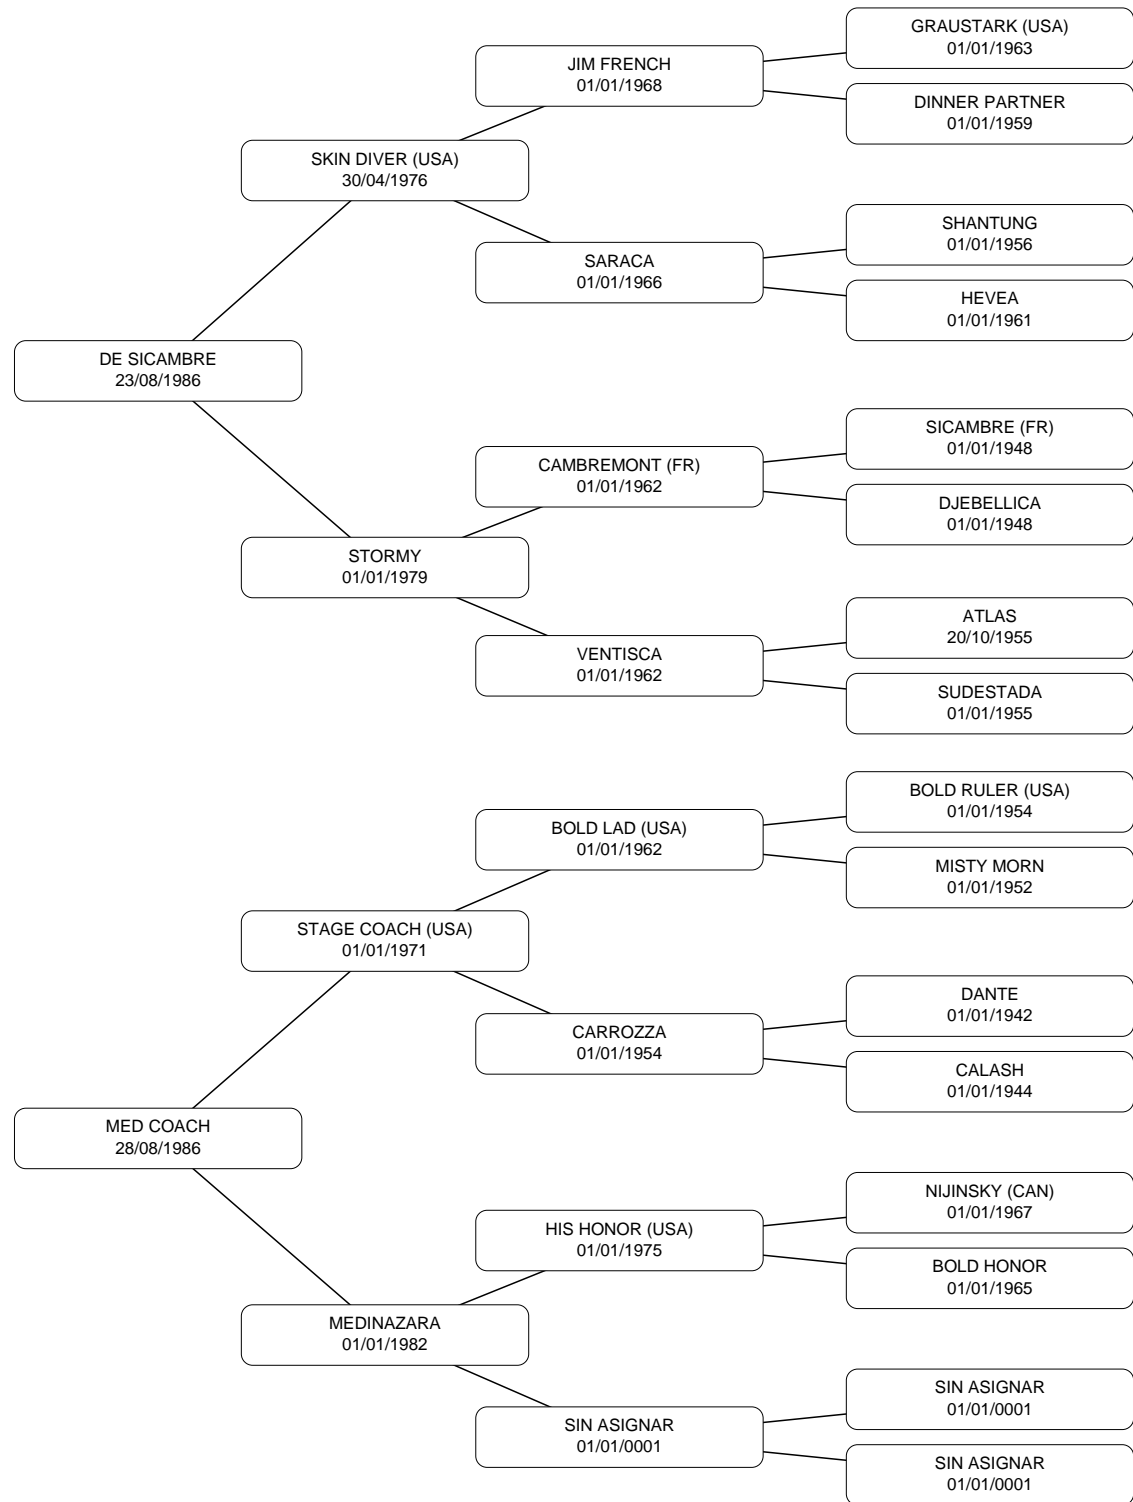 GRAUSTARK (USA)
01/01/1963
JIM FRENCH
01/01/1968
DINNER PARTNER
01/01/1959
SKIN DIVER (USA)
30/04/1976
SHANTUNG
01/01/1956
SARACA
01/01/1966
HEVEA
01/01/1961
DE SICAMBRE
23/08/1986
SICAMBRE (FR)
01/01/1948
CAMBREMONT (FR)
01/01/1962
DJEBELLICA
01/01/1948
STORMY
01/01/1979
ATLAS
20/10/1955
VENTISCA
01/01/1962
SUDESTADA
01/01/1955
BOLD RULER (USA)
01/01/1954
BOLD LAD (USA)
01/01/1962
MISTY MORN
01/01/1952
STAGE COACH (USA)
01/01/1971
DANTE
01/01/1942
CARROZZA
01/01/1954
CALASH
01/01/1944
MED COACH
28/08/1986
NIJINSKY (CAN)
01/01/1967
HIS HONOR (USA)
01/01/1975
BOLD HONOR
01/01/1965
MEDINAZARA
01/01/1982
SIN ASIGNAR
01/01/0001
SIN ASIGNAR
01/01/0001
SIN ASIGNAR
01/01/0001